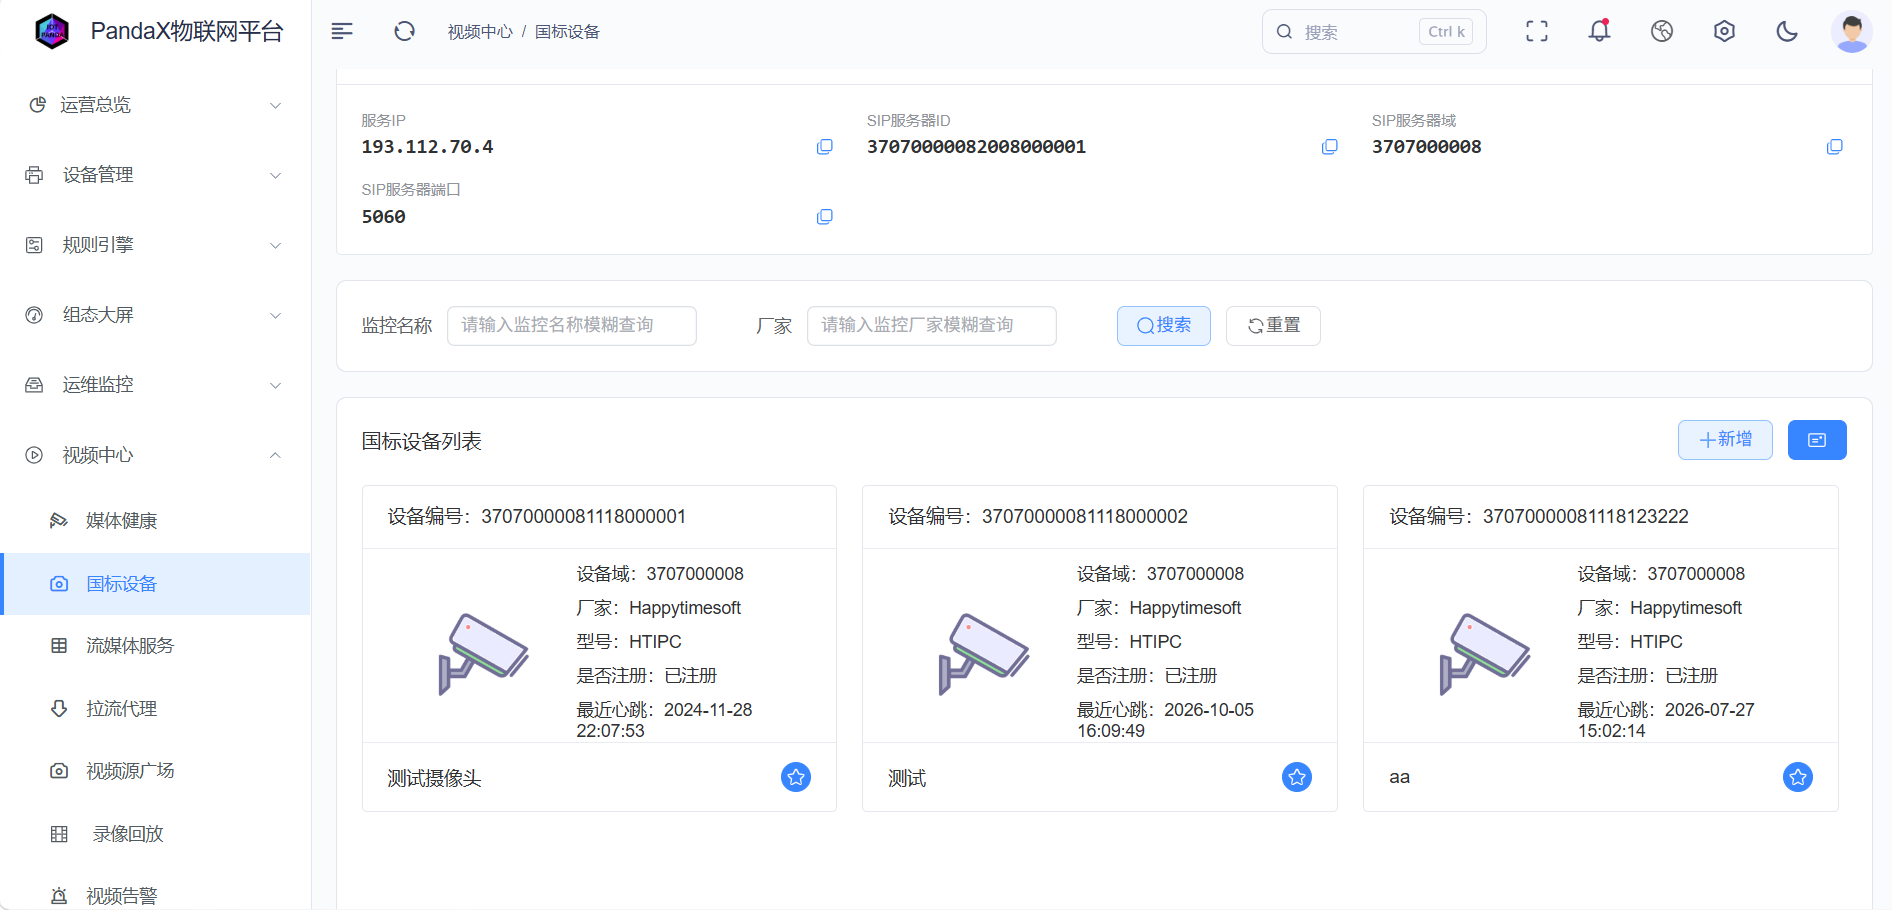 PandaX物联网平台
视频中心 / 国标设备
搜索 Ctrl k
运营总览
设备管理
规则引擎
组态大屏
运维监控
视频中心
媒体健康
国标设备
流媒体服务
拉流代理
视频源广场
录像回放
视频告警
服务IP
193.112.70.4
SIP服务器ID
37070000082008000001
SIP服务器域
3707000008
SIP服务器端口
5060
监控名称 请输入监控名称模糊查询 厂家 请输入监控厂家模糊查询 搜索 重置
国标设备列表 新增
设备编号：37070000081118000001
设备域：3707000008
厂家：Happytimesoft
型号：HTIPC
是否注册：已注册
最近心跳：2024-11-28
22:07:53
测试摄像头
设备编号：37070000081118000002
设备域：3707000008
厂家：Happytimesoft
型号：HTIPC
是否注册：已注册
最近心跳：2026-10-05
16:09:49
测试
设备编号：37070000081118123222
设备域：3707000008
厂家：Happytimesoft
型号：HTIPC
是否注册：已注册
最近心跳：2026-07-27
15:02:14
aa